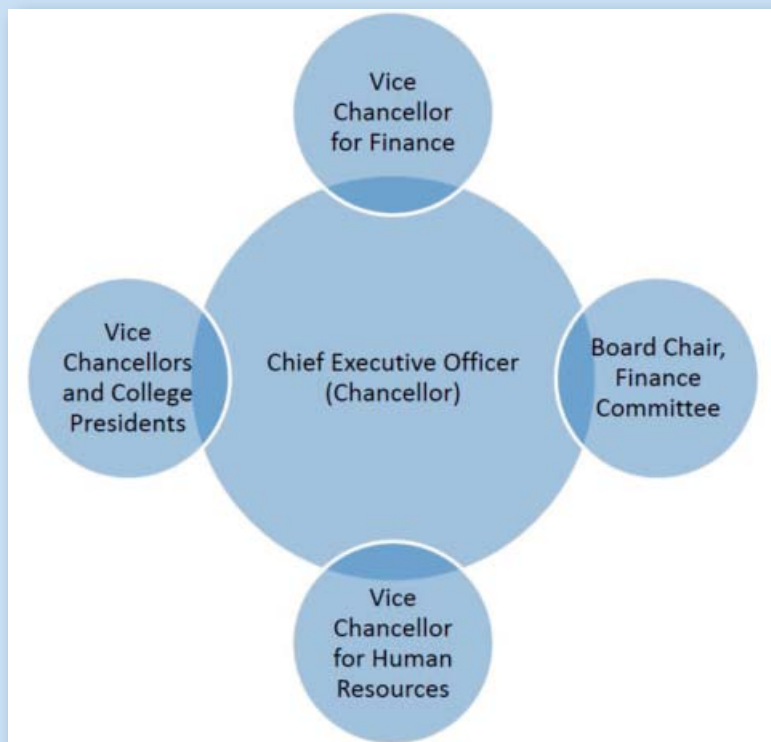 Vice
Chancellor
for Finance
Vice
Chancellors
and College
Presidents
Chief Executive Officer
(Chancellor)
Board Chair,
Finance
Committee
Vice
Chancellor
for Human
Resources